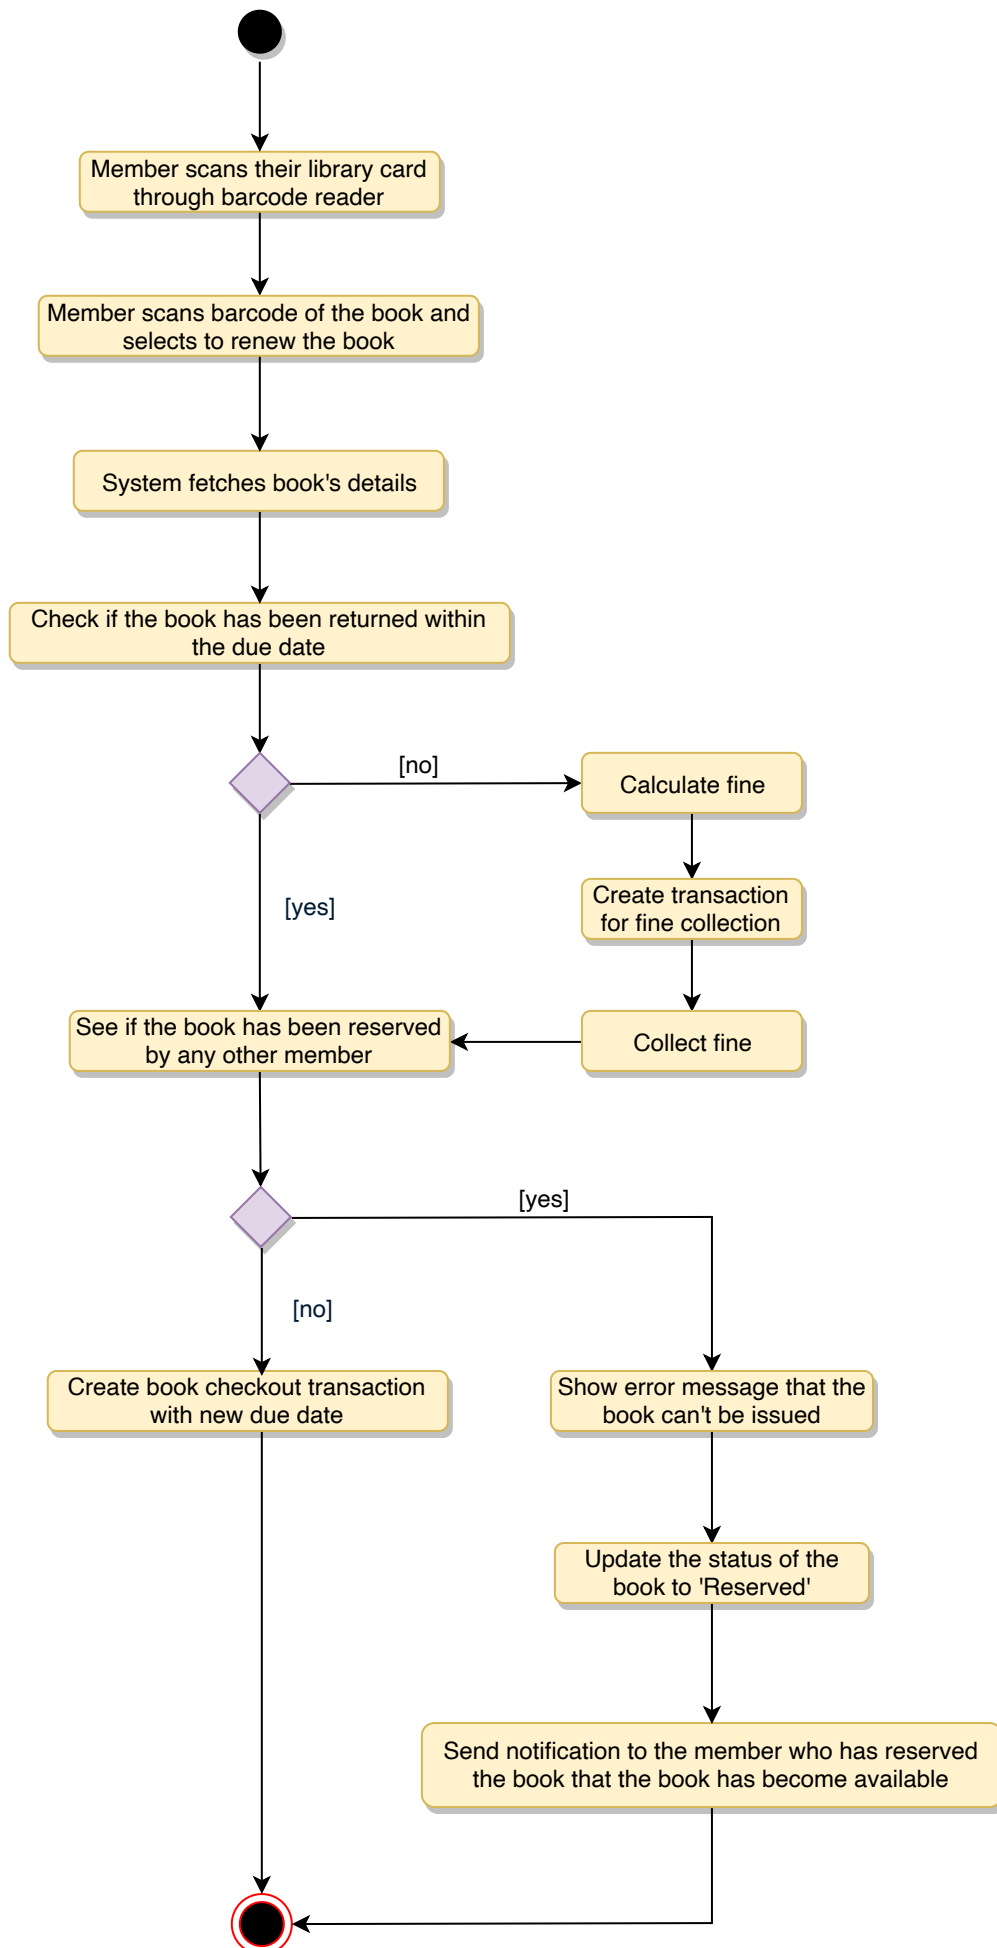 Member scans their library card
through barcode reader
Member scans barcode of the book and
selects to renew the book
System fetches book's details
Check if the book has been returned within
the due date
[no]
Calculate fine
[yes]
Create transaction
for fine collection
See if the book has been reserved
by any other member
Collect fine
[yes]
[no]
Create book checkout transaction
with new due date
Show error message that the
book can't be issued
Update the status of the
book to 'Reserved'
Send notification to the member who has reserved
the book that the book has become available